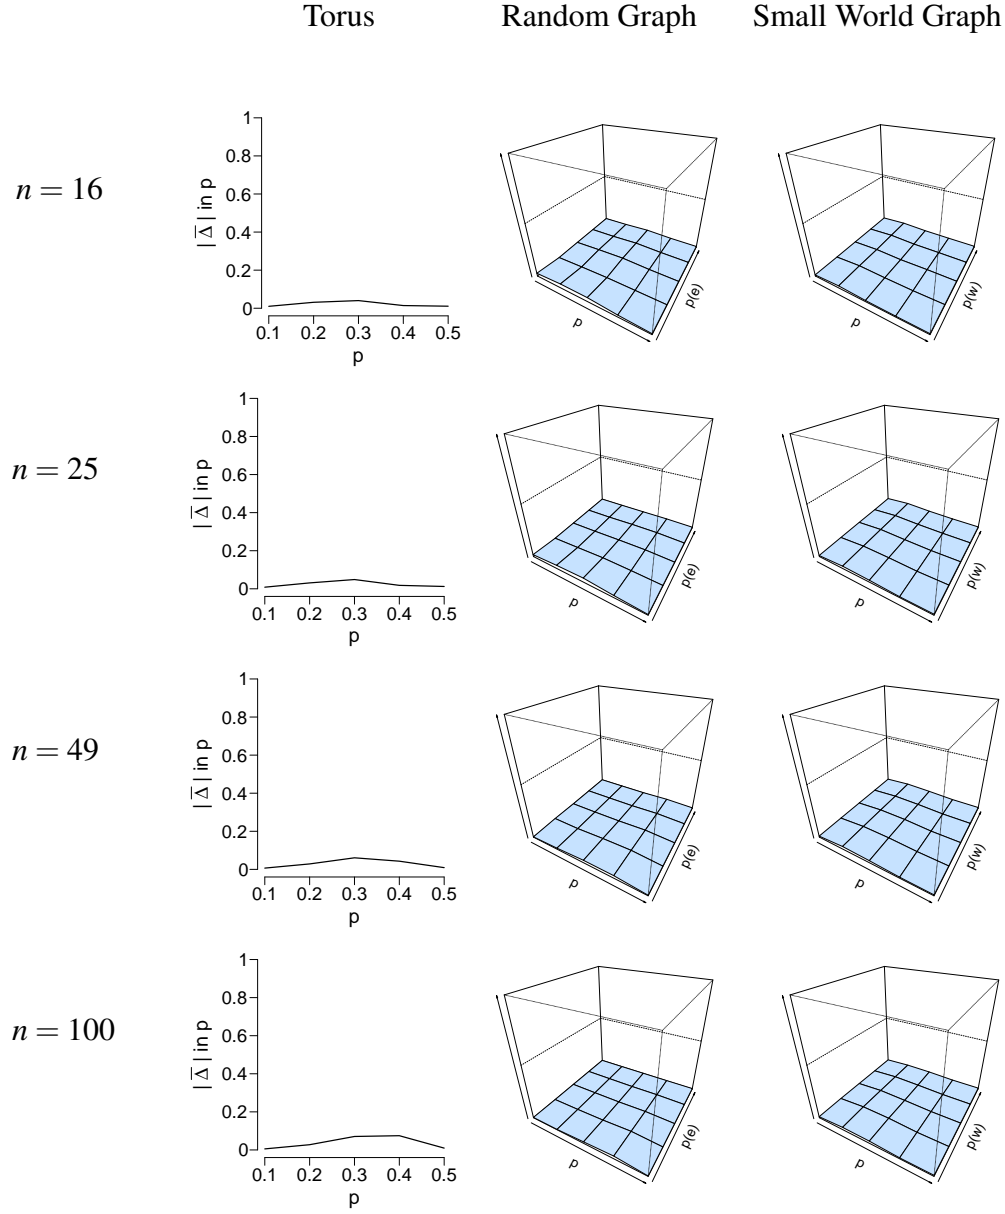 Torus Random Graph Small World Graph
n = 16
| Δ̅ | in p
1
0.8
0.6
0.4
0.2
0
0.1 0.2 0.3 0.4 0.5
p
p
p(e)
p
p(w)
n = 25
| Δ̅ | in p
1
0.8
0.6
0.4
0.2
0
0.1 0.2 0.3 0.4 0.5
p
p
p(e)
p
p(w)
n = 49
| Δ̅ | in p
1
0.8
0.6
0.4
0.2
0
0.1 0.2 0.3 0.4 0.5
p
p
p(e)
p
p(w)
n = 100
| Δ̅ | in p
1
0.8
0.6
0.4
0.2
0
0.1 0.2 0.3 0.4 0.5
p
p
p(e)
p
p(w)